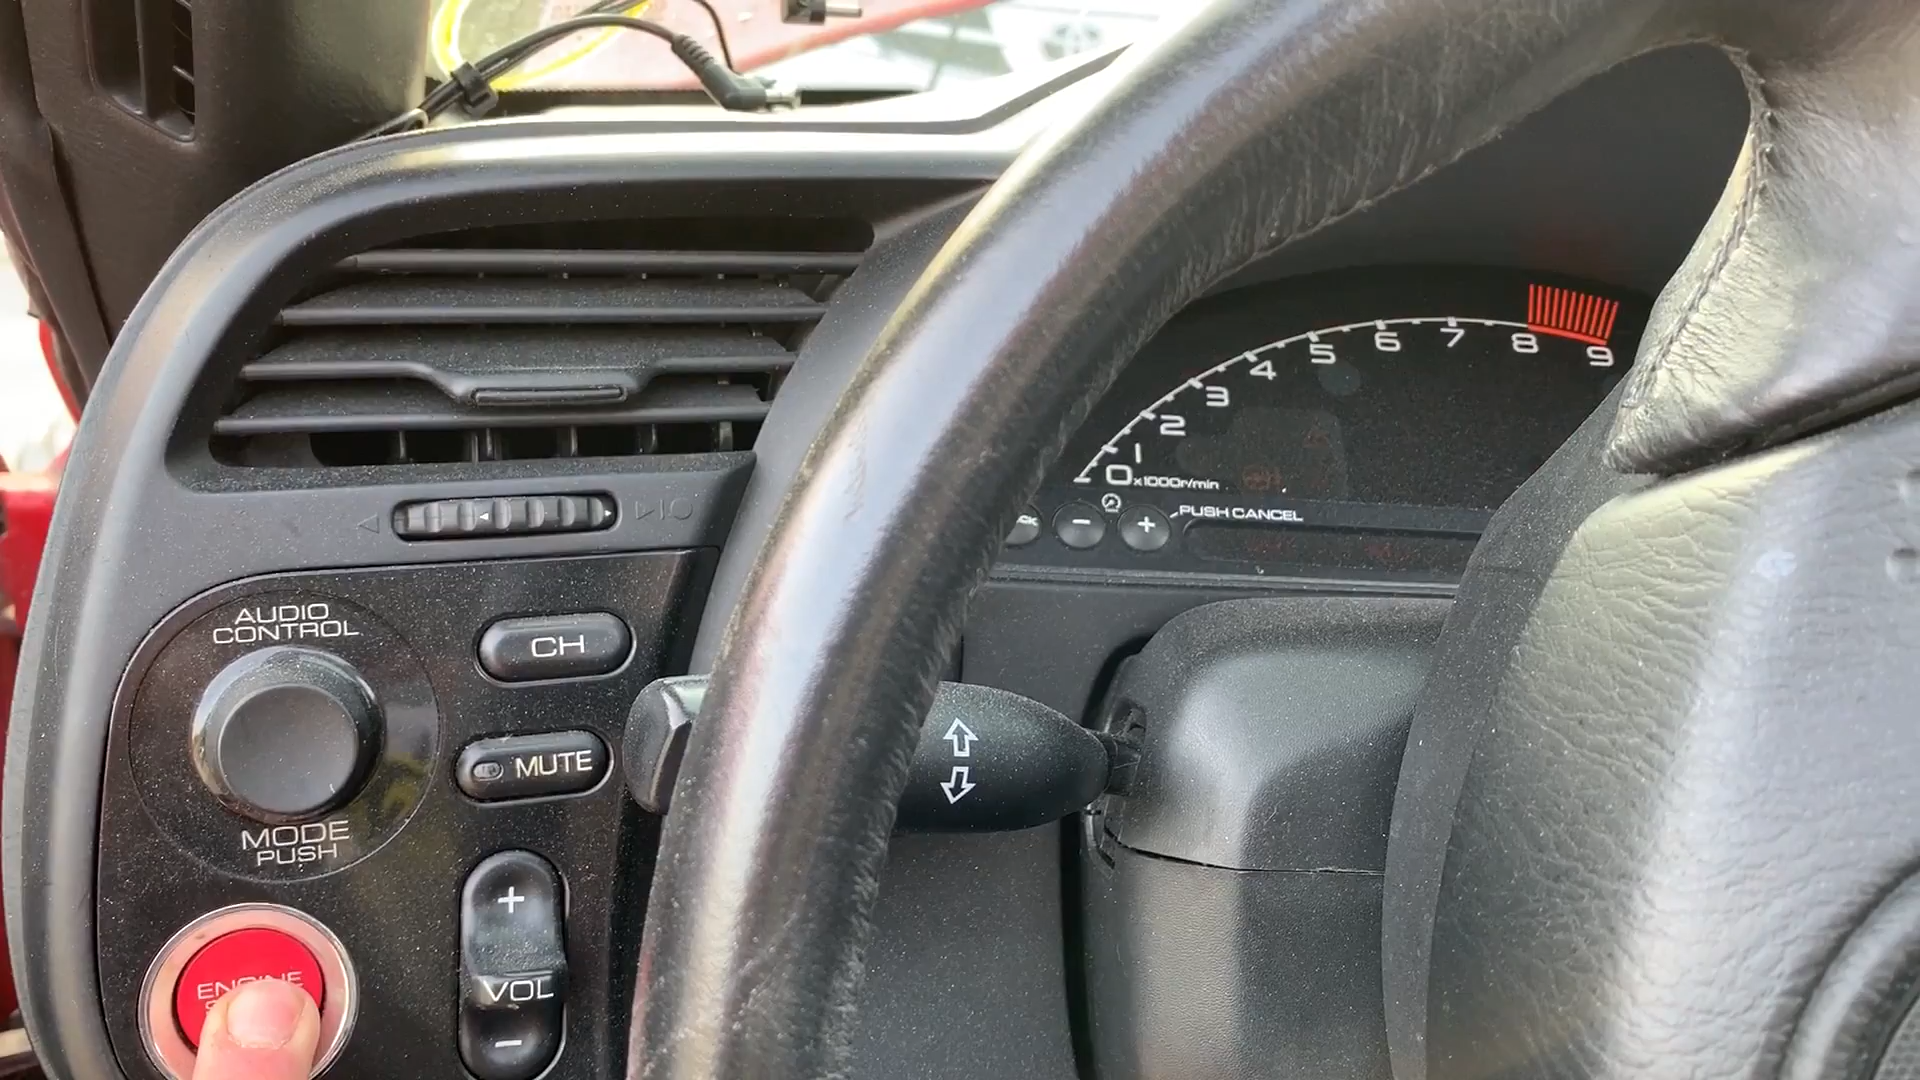 0 1 2 3 4 5 6 7 8 9
x1000r/min
- + PUSH CANCEL
AUDIO
CONTROL
CH
MUTE
MODE
PUSH
+
VOL
-
ENGINE